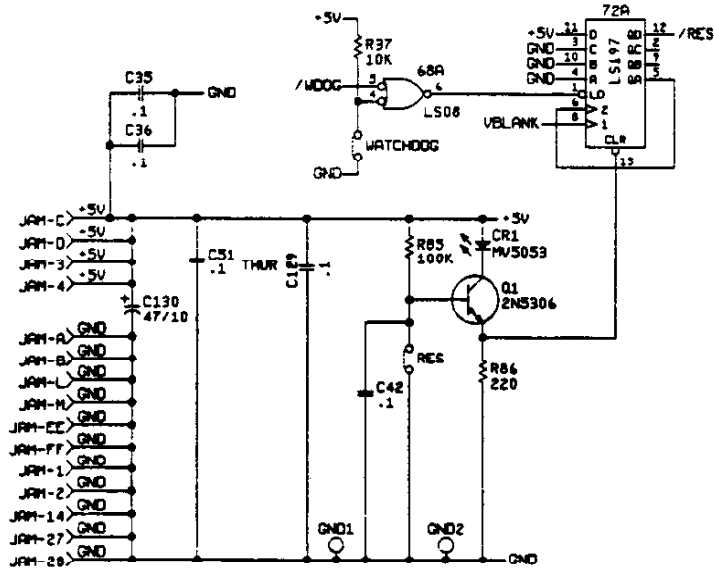 +5V
R37
10K
/WDOG
5
4
68A
6
LS08
WATCHDOG
GND
72A
+5V
11
D
QD
12
/RES
GND
3
C
QC
2
GND
10
B
QB
9
GND
4
A
QA
5
LS197
1
LD
6
2
VBLANK
8
1
CLR
13
C35
.1
GND
C36
.1
JAM-C
+5V
+5V
JAM-D
+5V
JAM-3
+5V
JAM-4
+5V
C130
47/10
C51
.1
THUR
C129
.1
R85
100K
CR1
MV5053
Q1
2N5306
RES
C42
.1
R86
220
JAM-A
GND
JAM-B
GND
JAM-L
GND
JAM-M
GND
JAM-EE
GND
JAM-FF
GND
JAM-1
GND
JAM-2
GND
JAM-14
GND
JAM-27
GND
JAM-28
GND
GND1
GND2
GND